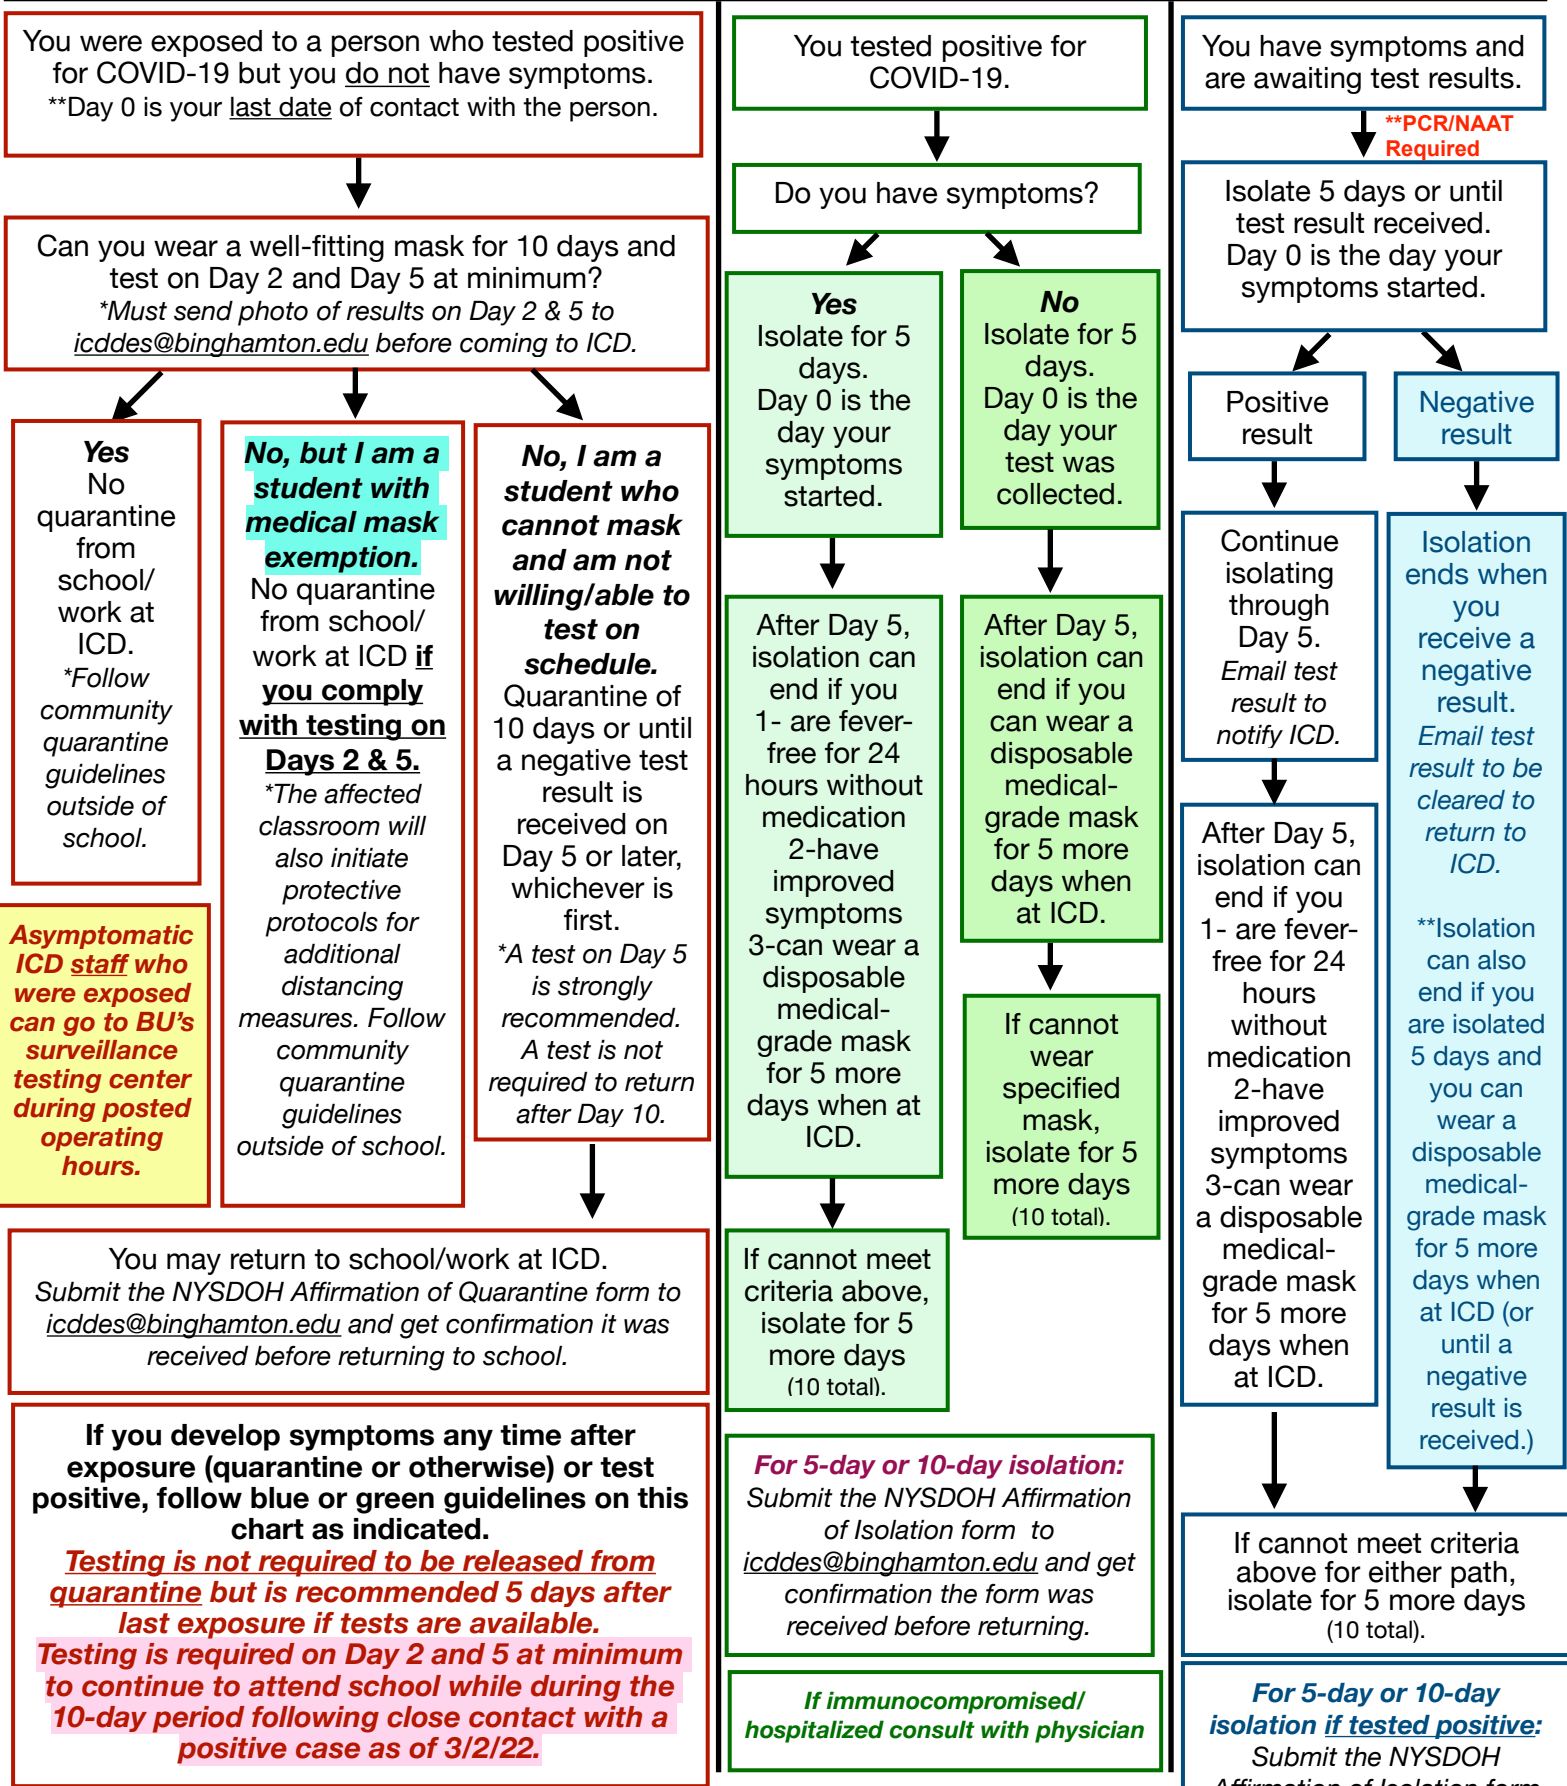 You were exposed to a person who tested positive
for COVID-19 but you do not have symptoms.
**Day 0 is your last date of contact with the person.
Can you wear a well-fitting mask for 10 days and
test on Day 2 and Day 5 at minimum?
*Must send photo of results on Day 2 & 5 to
icddes@binghamton.edu before coming to ICD.
Yes
No
quarantine
from
school/
work at
ICD.
*Follow
community
quarantine
guidelines
outside of
school.
Asymptomatic
ICD staff who
were exposed
can go to BU's
surveillance
testing center
during posted
operating
hours.
No, but I am a
student with
medical mask
exemption.
No quarantine
from school/
work at ICD if
you comply
with testing on
Days 2 & 5.
*The affected
classroom will
also initiate
protective
protocols for
additional
distancing
measures. Follow
community
quarantine
guidelines
outside of school.
No, I am a
student who
cannot mask
and am not
willing/able to
test on
schedule.
Quarantine of
10 days or until
a negative test
result is
received on
Day 5 or later,
whichever is
first.
*A test on Day 5
is strongly
recommended.
A test is not
required to return
after Day 10.
You may return to school/work at ICD.
Submit the NYSDOH Affirmation of Quarantine form to
icddes@binghamton.edu and get confirmation it was
received before returning to school.
If you develop symptoms any time after
exposure (quarantine or otherwise) or test
positive, follow blue or green guidelines on this
chart as indicated.
Testing is not required to be released from
quarantine but is recommended 5 days after
last exposure if tests are available.
Testing is required on Day 2 and 5 at minimum
to continue to attend school while during the
10-day period following close contact with a
positive case as of 3/2/22.
You tested positive for
COVID-19.
Do you have symptoms?
Yes
Isolate for 5
days.
Day 0 is the
day your
symptoms
started.
After Day 5,
isolation can
end if you
1- are fever-
free for 24
hours without
medication
2-have
improved
symptoms
3-can wear a
disposable
medical-
grade mask
for 5 more
days when at
ICD.
If cannot meet
criteria above,
isolate for 5
more days
(10 total).
No
Isolate for 5
days.
Day 0 is the
day your
test was
collected.
After Day 5,
isolation can
end if you
can wear a
disposable
medical-
grade mask
for 5 more
days when
at ICD.
If cannot
wear
specified
mask,
isolate for 5
more days
(10 total).
For 5-day or 10-day isolation:
Submit the NYSDOH Affirmation
of Isolation form to
icddes@binghamton.edu and get
confirmation the form was
received before returning.
If immunocompromised/
hospitalized consult with physician
You have symptoms and
are awaiting test results.
**PCR/NAAT
Required
Isolate 5 days or until
test result received.
Day 0 is the day your
symptoms started.
Positive
result
Continue
isolating
through
Day 5.
Email test
result to
notify ICD.
After Day 5,
isolation can
end if you
1- are fever-
free for 24
hours
without
medication
2-have
improved
symptoms
3-can wear
a disposable
medical-
grade mask
for 5 more
days when
at ICD.
Negative
result
Isolation
ends when
you
receive a
negative
result.
Email test
result to be
cleared to
return to
ICD.
**Isolation
can also
end if you
are isolated
5 days and
you can
wear a
disposable
medical-
grade mask
for 5 more
days when
at ICD (or
until a
negative
result is
received.)
If cannot meet criteria
above for either path,
isolate for 5 more days
(10 total).
For 5-day or 10-day
isolation if tested positive:
Submit the NYSDOH
Affirmation of Isolation form